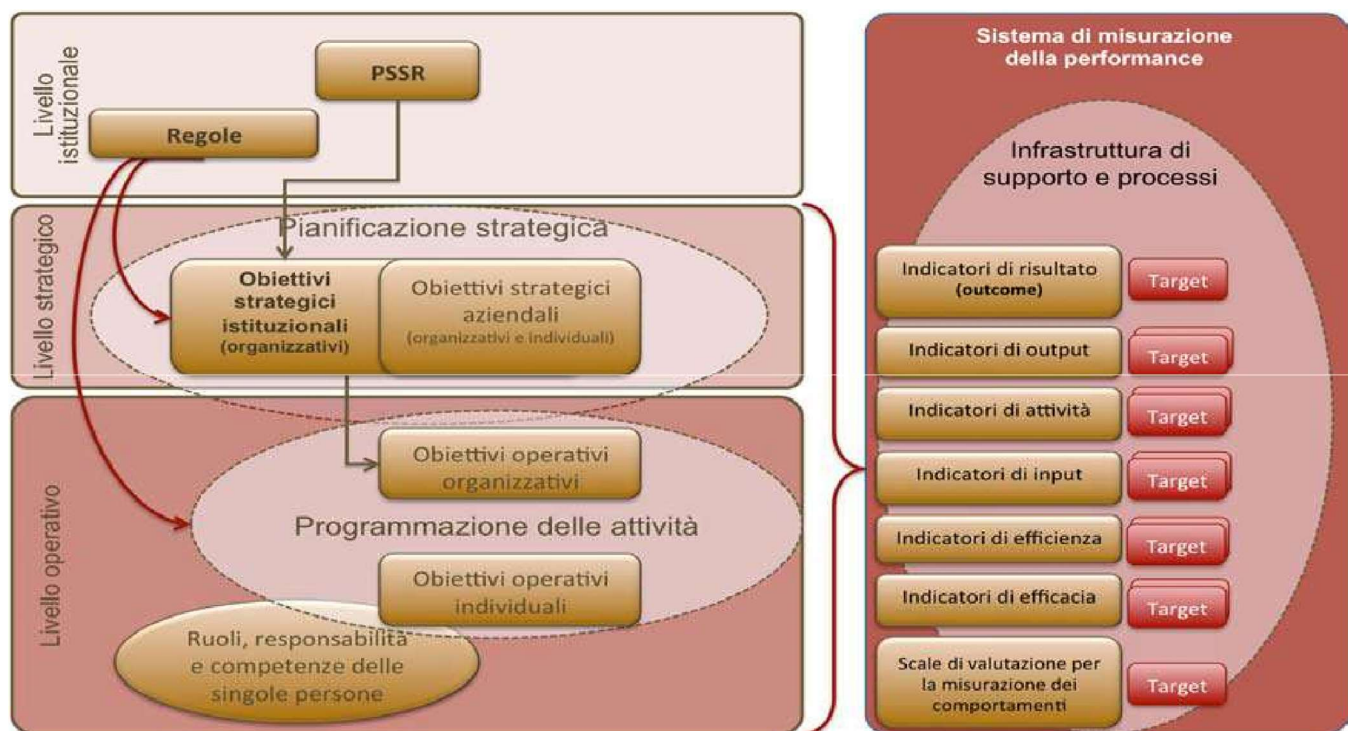 Livello
istituzionale
PSSR
Regole
Livello strategico
Pianificazione strategica
Obiettivi
strategici
istituzionali
(organizzativi)
Obiettivi strategici
aziendali
(organizzativi e individuali)
Livello operativo
Obiettivi operativi
organizzativi
Programmazione delle attività
Obiettivi operativi
individuali
Ruoli, responsabilità
e competenze delle
singole persone
Sistema di misurazione
della performance
Infrastruttura di
supporto e processi
Indicatori di risultato
(outcome)
Target
Indicatori di output
Target
Indicatori di attività
Target
Indicatori di input
Target
Indicatori di efficienza
Target
Indicatori di efficacia
Target
Scale di valutazione per
la misurazione dei
comportamenti
Target